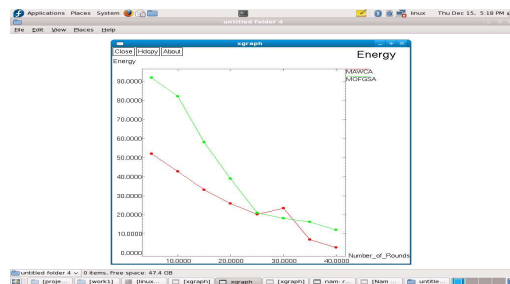 Applications Places System linux Thu Dec 15, 5:18 PM
untitled folder 4
File Edit View Places Help
xgraph
Close Hdcpy About
Energy
Energy
MAWCA
MOFGSA
90.0000
80.0000
70.0000
60.0000
50.0000
40.0000
30.0000
20.0000
10.0000
0.0000
10.0000 20.0000 30.0000 40.0000
Number_of_Rounds
untitled folder 4 0 items, Free space: 47.4 GB
[proje... [work1] [linux... [xgraph] xgraph [xgraph] nam: r... [Nam ... untitle...